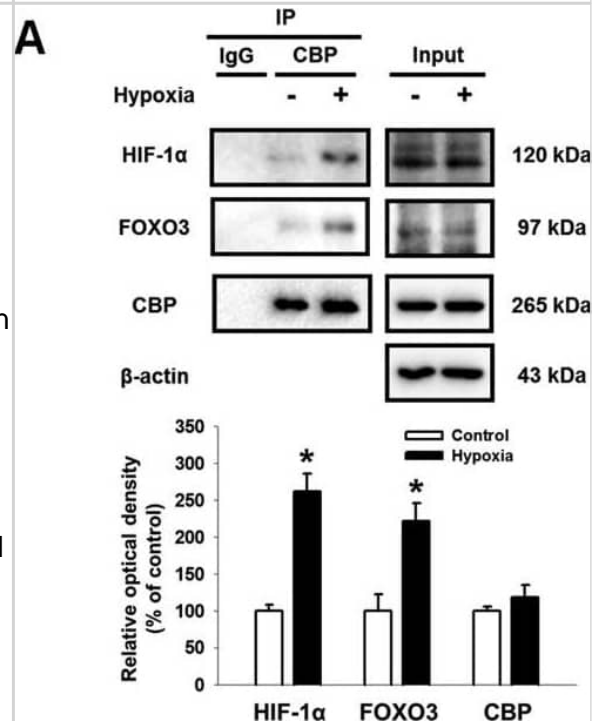 A
IP
IgG CBP Input
Hypoxia - + - +
HIF-1α 120 kDa
FOXO3 97 kDa
CBP 265 kDa
β-actin 43 kDa
Relative optical density
(% of control)
350
300
250
200
150
100
50
0
Control
Hypoxia
*
*
HIF-1α FOXO3 CBP